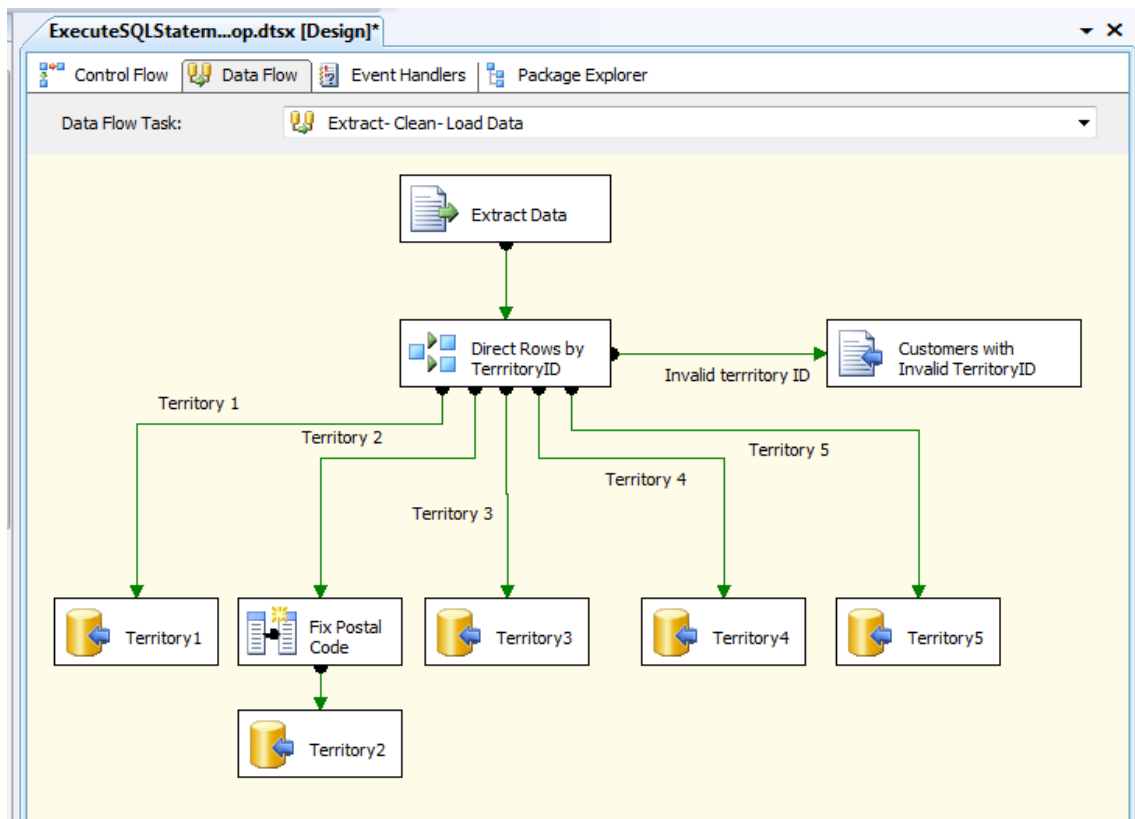 ExecuteSQLStatem...op.dtsx [Design]*
Control Flow
Data Flow
Event Handlers
Package Explorer
Data Flow Task:
Extract- Clean- Load Data
Extract Data
Direct Rows by
TerrritoryID
Invalid terrritory ID
Customers with
Invalid TerritoryID
Territory 1
Territory 2
Territory 3
Territory 4
Territory 5
Territory1
Fix Postal
Code
Territory3
Territory4
Territory5
Territory2